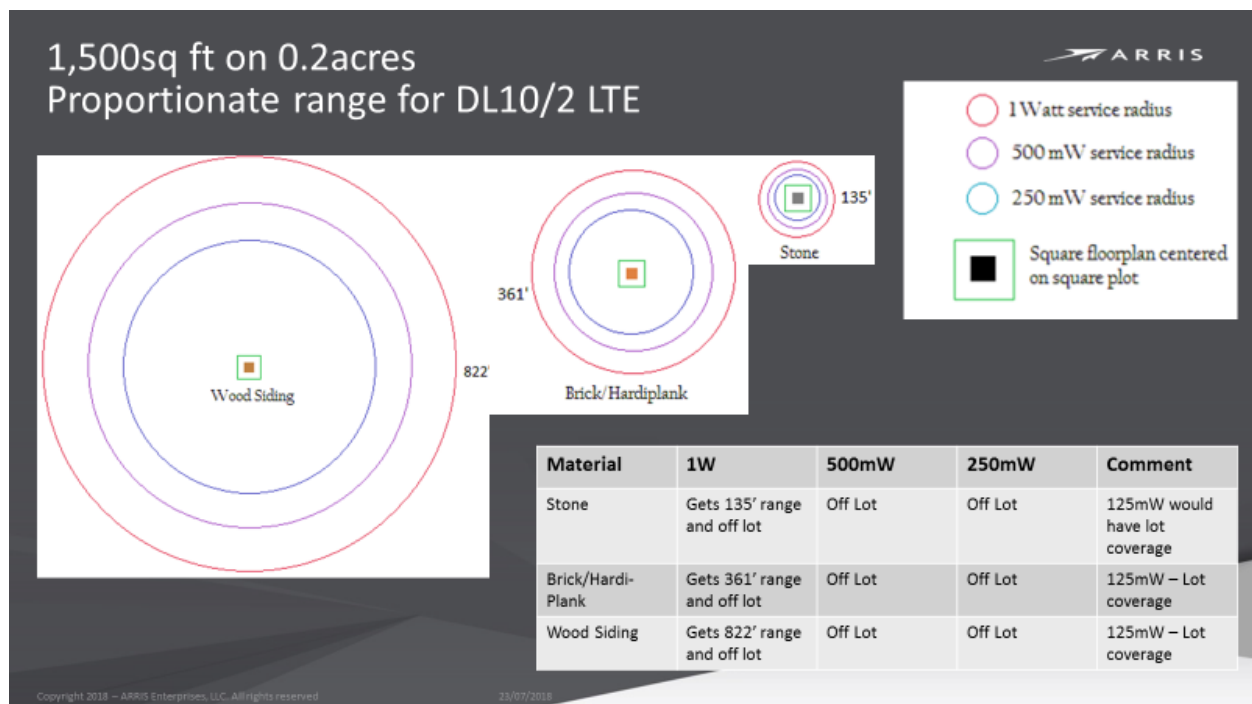 1,500sq ft on 0.2acres
Proportionate range for DL10/2 LTE
ARRIS
1 Watt service radius
500 mW service radius
250 mW service radius
Square floorplan centered
on square plot
822'
Wood Siding
361'
Brick/Hardiplank
135'
Stone
Material 1W 500mW 250mW Comment
Stone Gets 135' range Off Lot Off Lot 125mW would
and off lot have lot
coverage
Brick/Hardi- Gets 361' range Off Lot Off Lot 125mW – Lot
Plank and off lot coverage
Wood Siding Gets 822' range Off Lot Off Lot 125mW – Lot
and off lot coverage
Copyright 2018 – ARRIS Enterprises, LLC. All rights reserved
23/07/2018